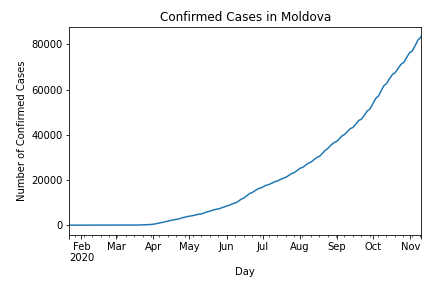 Confirmed Cases in Moldova
Number of Confirmed Cases
80000
60000
40000
20000
0
Feb Mar Apr May Jun Jul Aug Sep Oct Nov
2020
Day